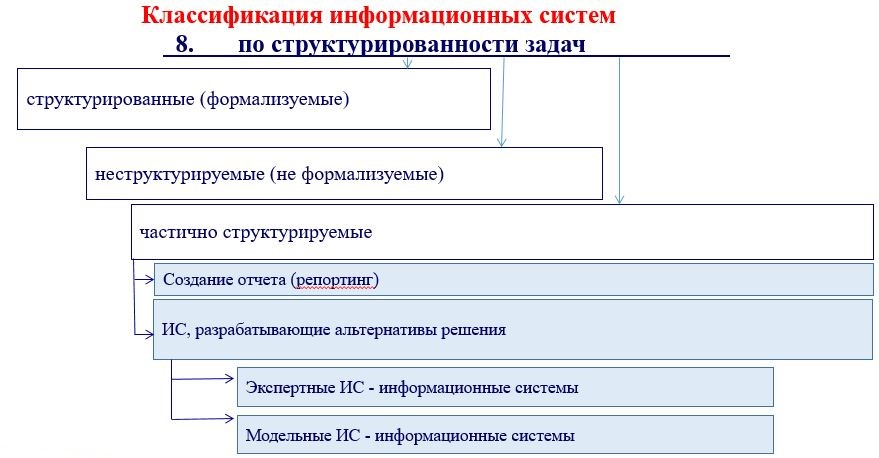 Классификация информационных систем
8. по структурированности задач
структурированные (формализуемые)
неструктурируемые (не формализуемые)
частично структурируемые
Создание отчета (репортинг)
ИС, разрабатывающие альтернативы решения
Экспертные ИС - информационные системы
Модельные ИС - информационные системы